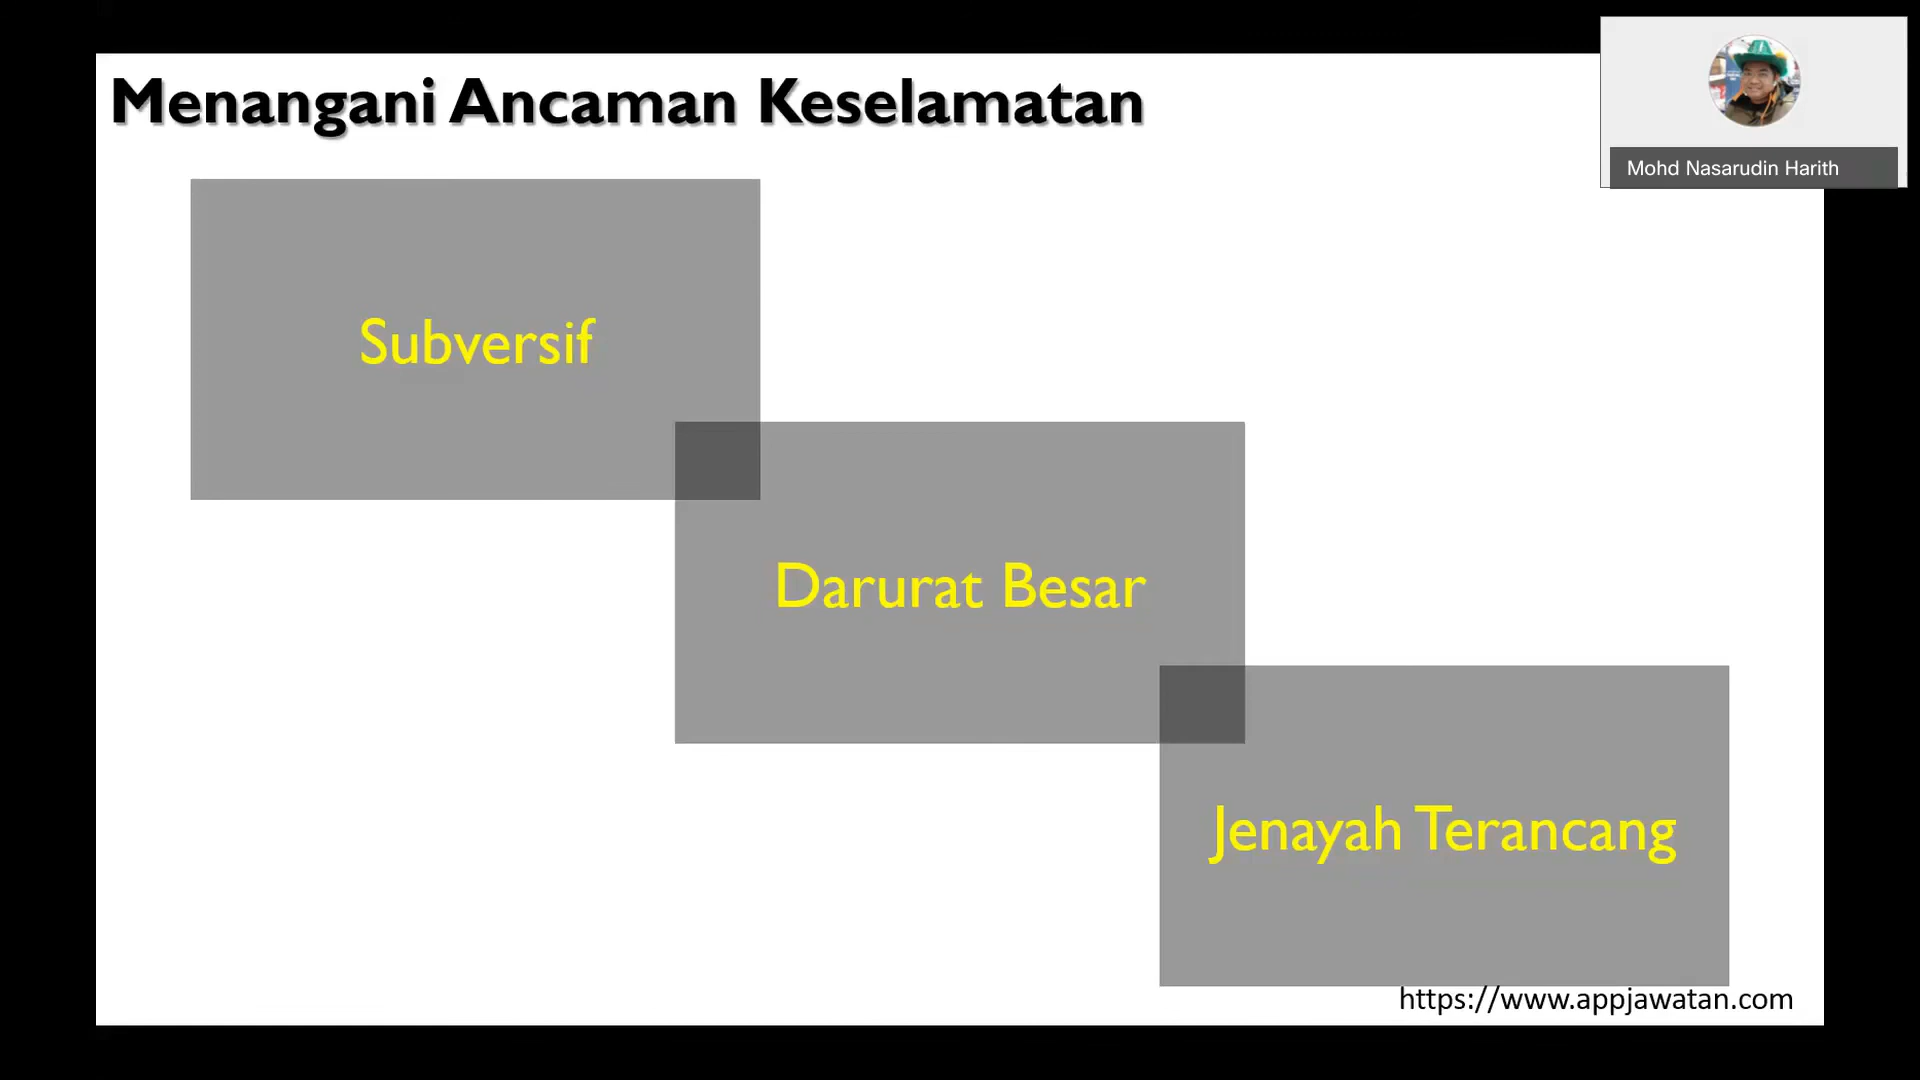 Menangani Ancaman Keselamatan
Mohd Nasarudin Harith
Subversif
Darurat Besar
Jenayah Terancang
https://www.appjawatan.com